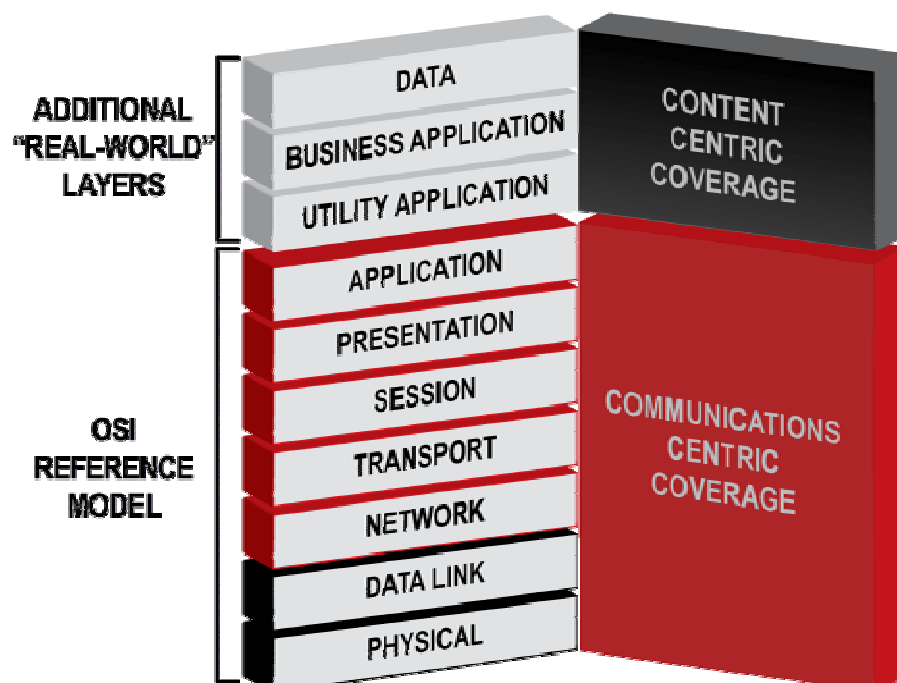 ADDITIONAL
"REAL-WORLD"
LAYERS
DATA
BUSINESS APPLICATION
UTILITY APPLICATION
CONTENT
CENTRIC
COVERAGE
OSI
REFERENCE
MODEL
APPLICATION
PRESENTATION
SESSION
TRANSPORT
NETWORK
DATA LINK
PHYSICAL
COMMUNICATIONS
CENTRIC
COVERAGE